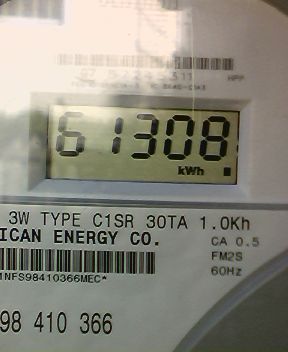 61308
kWh
3W TYPE C1SR 30TA 1.0Kh
ICAN ENERGY CO.
CA 0.5
FM2S
60Hz
NFS98410366MEC*
98 410 366